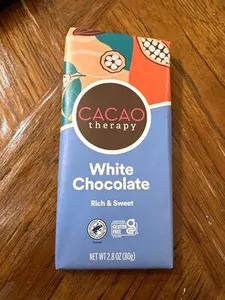 CACAO
therapy
White
Chocolate
Rich & Sweet
GLUTEN
FREE
NET WT 2.8 OZ (80g)